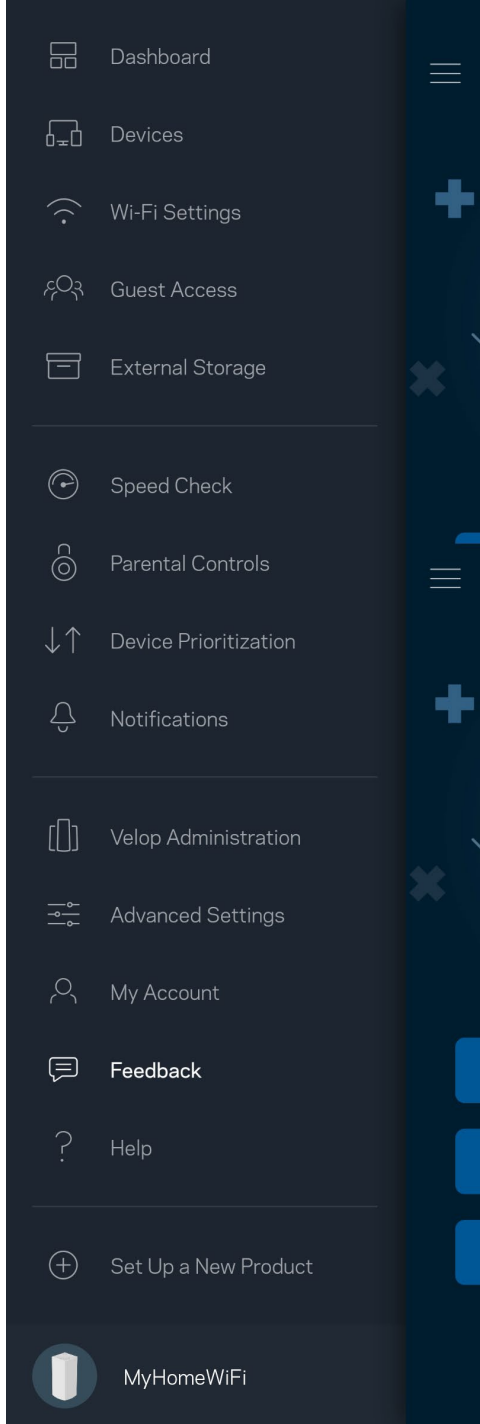 Dashboard
Devices
Wi-Fi Settings
Guest Access
External Storage
Speed Check
Parental Controls
Device Prioritization
Notifications
Velop Administration
Advanced Settings
My Account
Feedback
Help
Set Up a New Product
MyHomeWiFi